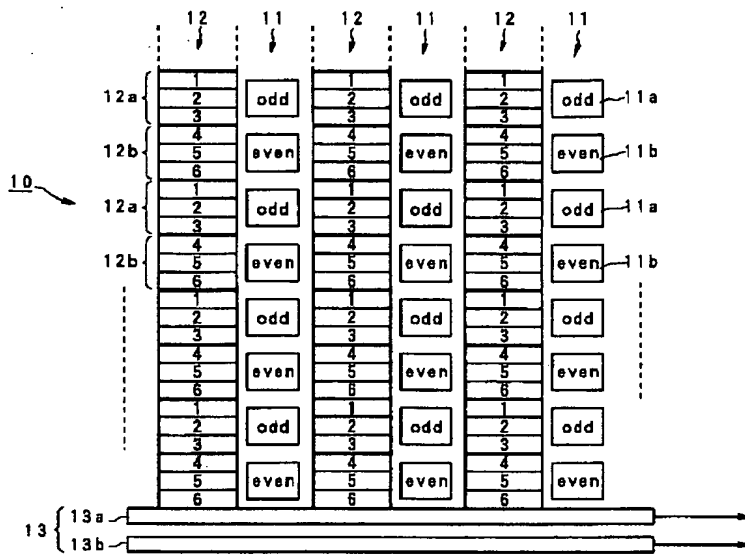 12 11 12 11 12 11
1 1 1
12a 2 odd 2 odd 2 odd 11a
3 3 3
4 4 4
12b 5 even 5 even 5 even 11b
6 6 6
10
1 1 1
12a 2 odd 2 odd 2 odd 11a
3 3 3
4 4 4
12b 5 even 5 even 5 even 11b
6 6 6
1 1 1
2 odd 2 odd 2 odd
3 3 3
4 4 4
5 even 5 even 5 even
6 6 6
1 1 1
2 odd 2 odd 2 odd
3 3 3
4 4 4
5 even 5 even 5 even
6 6 6
13 13a
13b